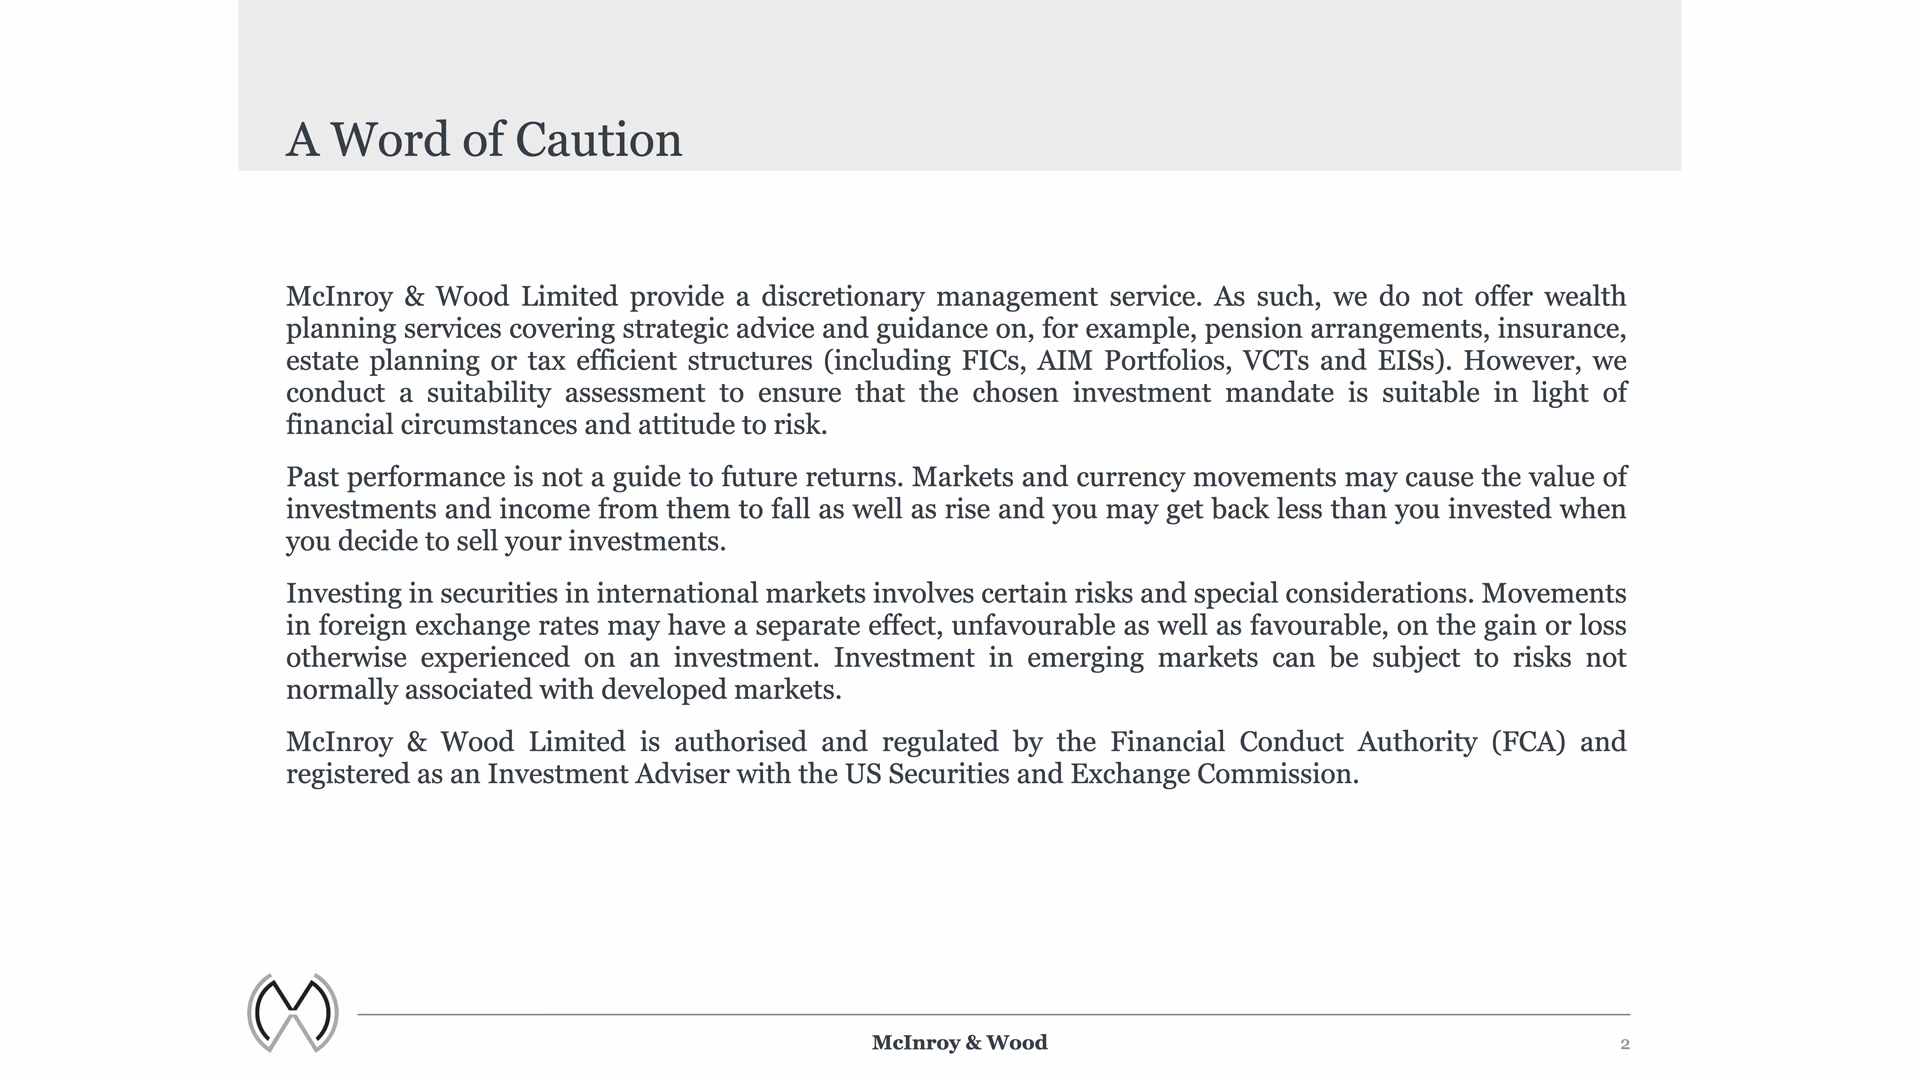 A Word of Caution
McInroy & Wood Limited provide a discretionary management service. As such, we do not offer wealth
planning services covering strategic advice and guidance on, for example, pension arrangements, insurance,
estate planning or tax efficient structures (including FICs, AIM Portfolios, VCTs and EISs). However, we
conduct a suitability assessment to ensure that the chosen investment mandate is suitable in light of
financial circumstances and attitude to risk.
Past performance is not a guide to future returns. Markets and currency movements may cause the value of
investments and income from them to fall as well as rise and you may get back less than you invested when
you decide to sell your investments.
Investing in securities in international markets involves certain risks and special considerations. Movements
in foreign exchange rates may have a separate effect, unfavourable as well as favourable, on the gain or loss
otherwise experienced on an investment. Investment in emerging markets can be subject to risks not
normally associated with developed markets.
McInroy & Wood Limited is authorised and regulated by the Financial Conduct Authority (FCA) and
registered as an Investment Adviser with the US Securities and Exchange Commission.
McInroy & Wood
2